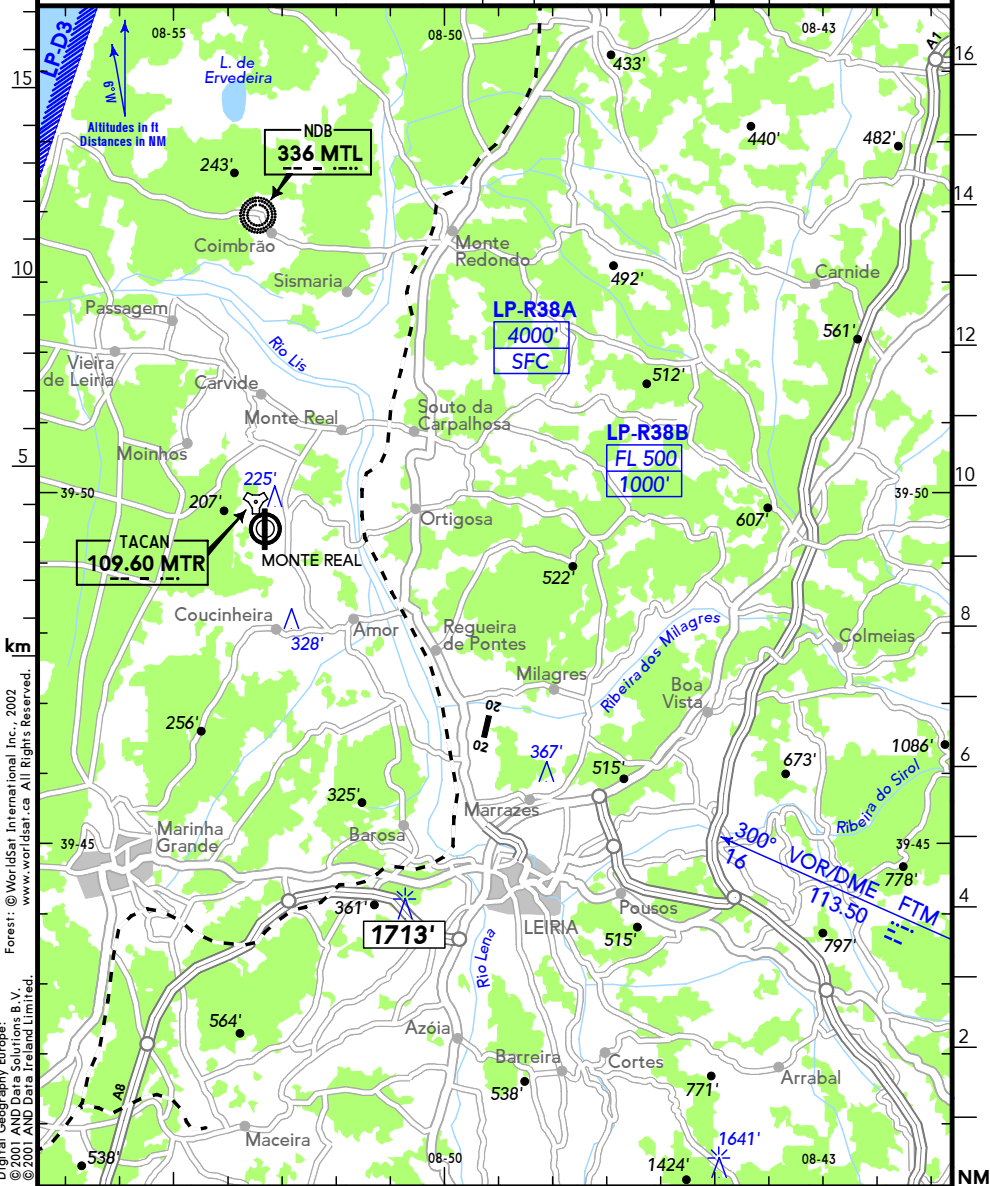 LP-D3
08-55
08-50
08-43
A1
16
15
6°W
L. de
Ervedeira
433'
Altitudes in ft
Distances in NM
NDB
336 MTL
440'
482'
243'
14
Coimbrão
Monte
Redondo
10
Sismaria
492'
Carnide
Passagem
LP-R38A
4000'
SFC
561'
12
Rio Lis
Vieira
de Leiria
Carvide
512'
Monte Real
Souto da
Carpalhosa
LP-R38B
FL 500
1000'
Moinhos
5
225'
10
39-50
207'
39-50
607'
Ortigosa
TACAN
109.60 MTR
MONTE REAL
522'
Coucinheira
328'
Amor
Regueira
de Pontes
8
Colmeias
km
Ribeira dos Milagres
Milagres
Boa
Vista
256'
20
02
367'
515'
673'
1086'
6
325'
Marrazes
Ribeira do Sirol
Marinha
Grande
Barosa
39-45
39-45
300° VOR/DME FTM
16 113.50
778'
361'
1713'
Pousos
4
LEIRIA
515'
797'
Rio Lena
564'
Azóia
Barreira
Cortes
2
538'
771'
Arrabal
A8
Maceira
1641'
538'
08-50
1424'
08-43
NM
Forest: © WorldSat International Inc., 2002
www.worldsat.ca All Rights Reserved.
Digital Geography Europe:
© 2001 AND Data Solutions B.V.
© 2001 AND Data Ireland Limited.